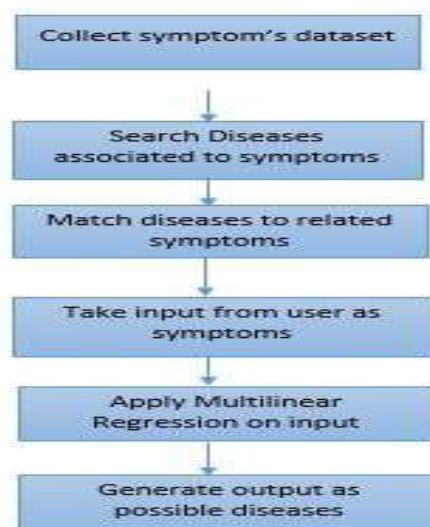 Collect symptom's dataset
Search Diseases
associated to symptoms
Match diseases to related
symptoms
Take input from user as
symptoms
Apply Multilinear
Regression on input
Generate output as
possible diseases